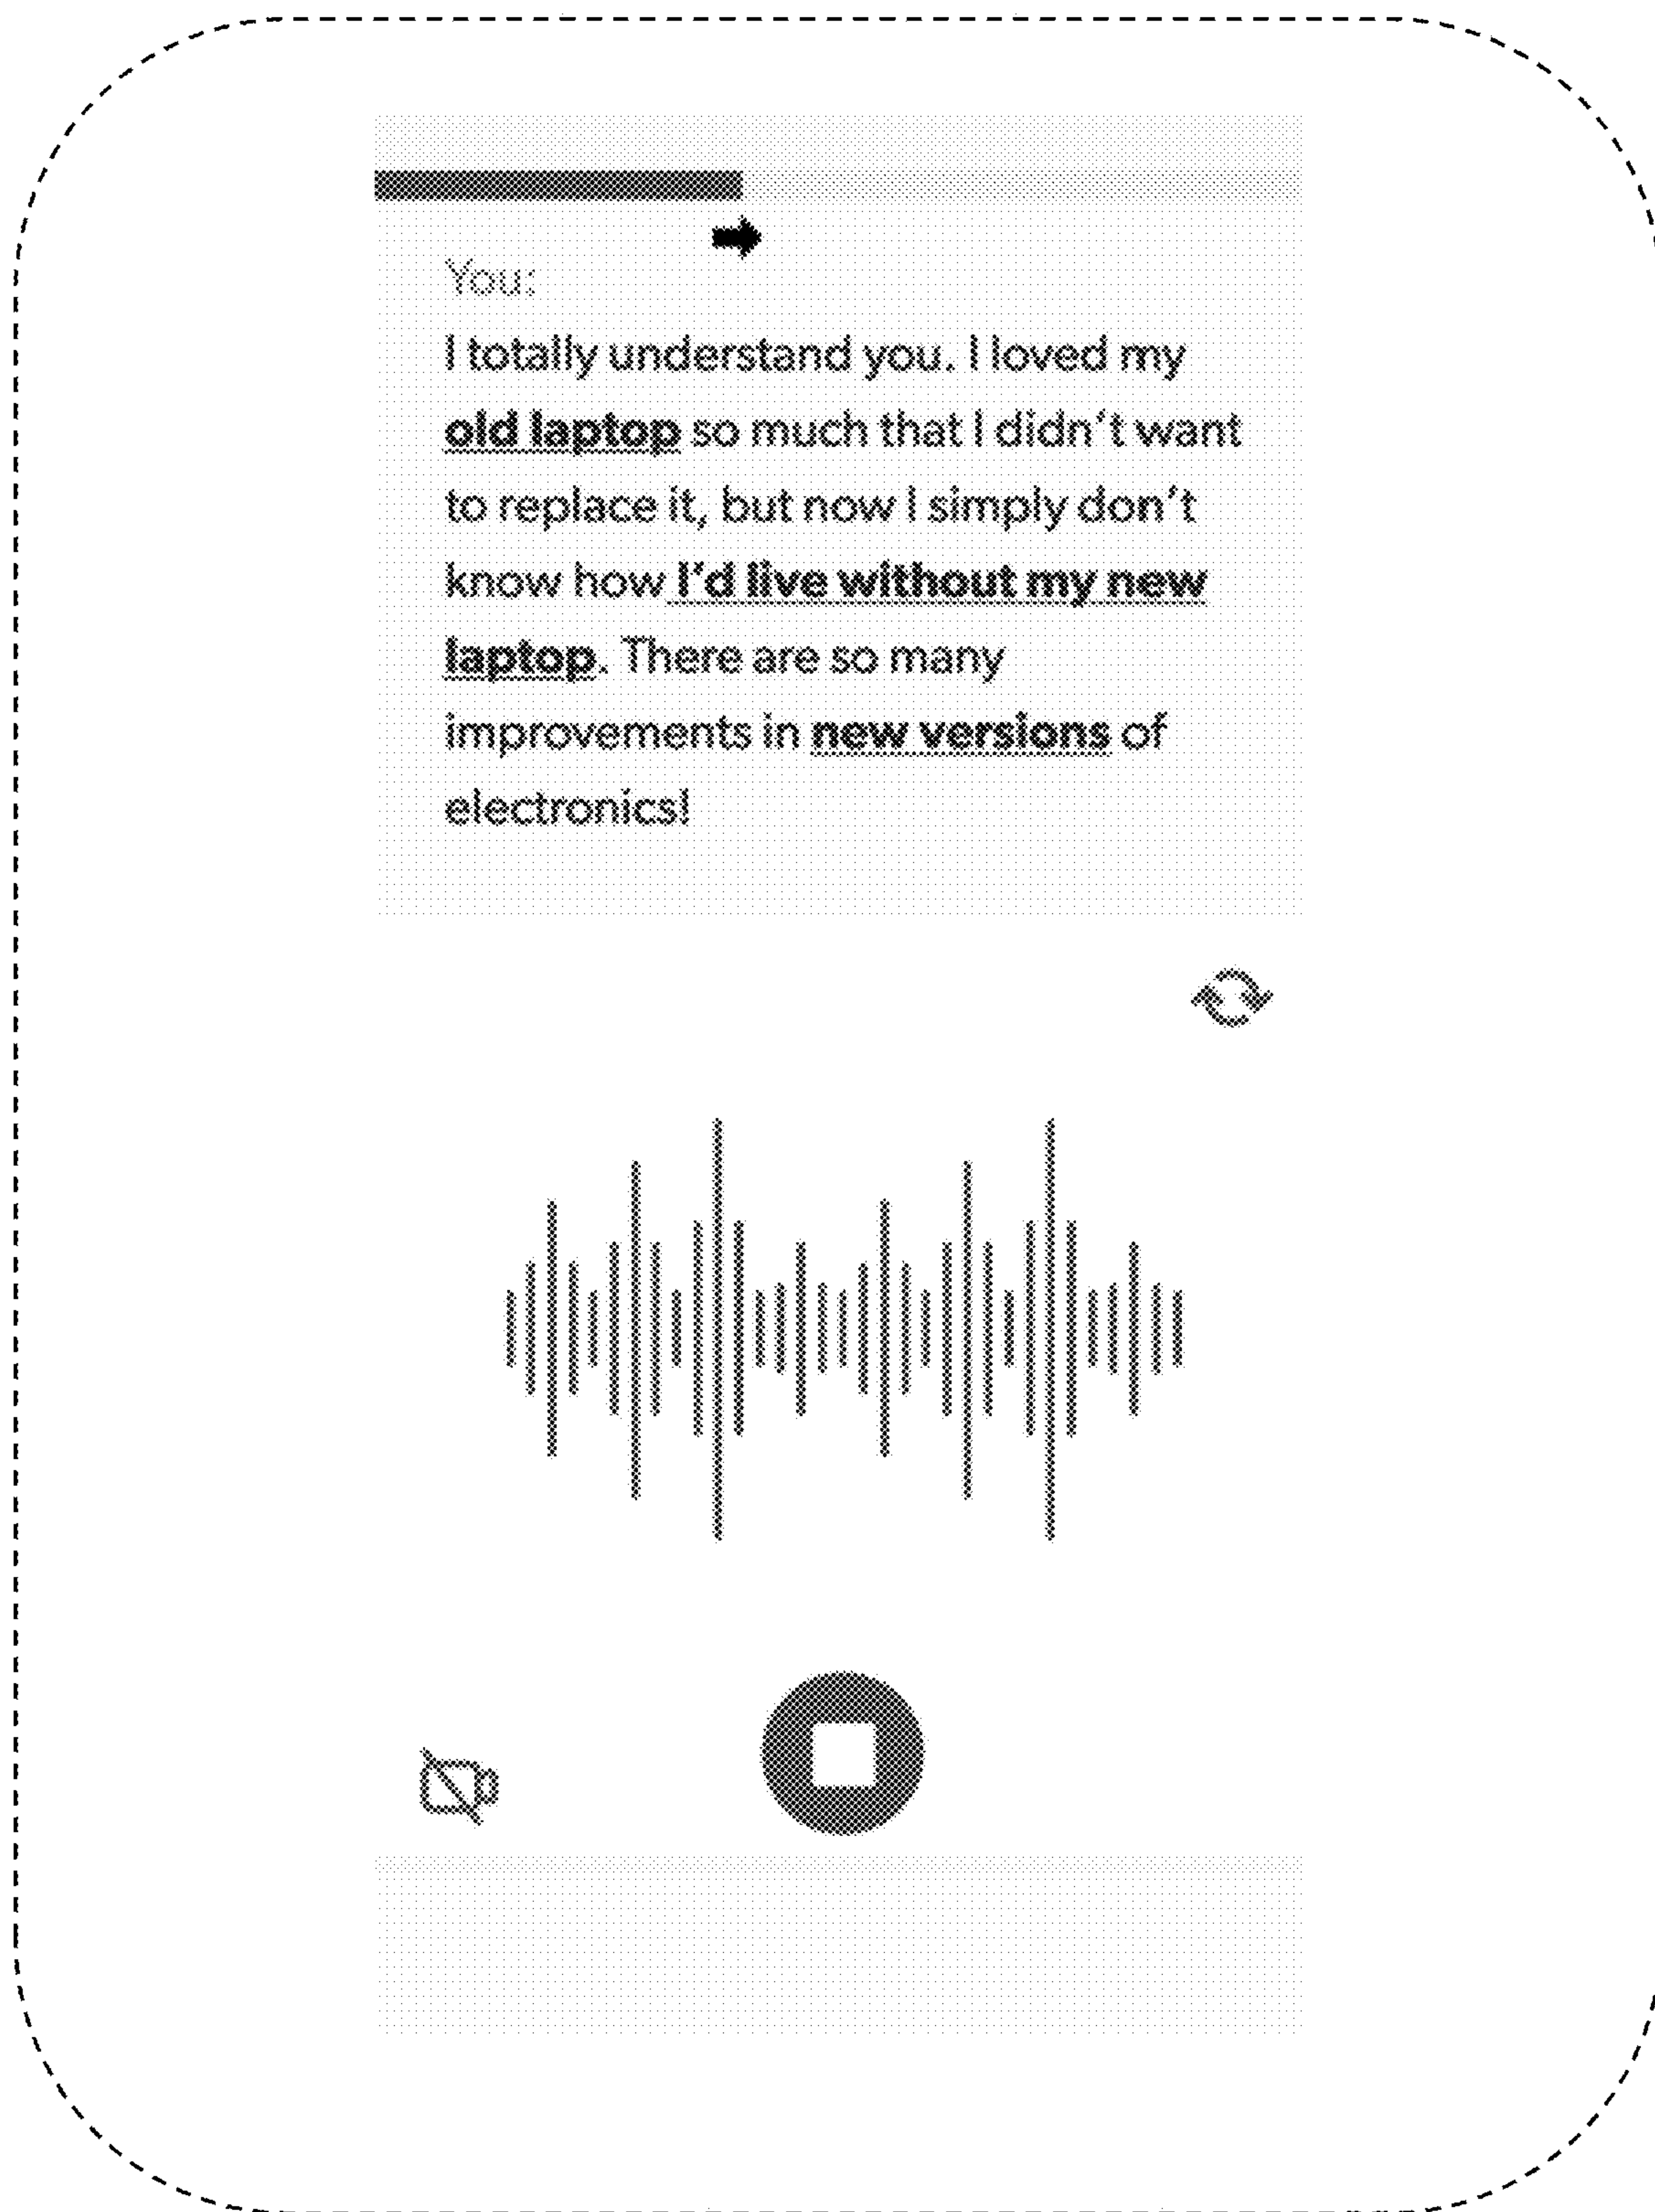 You:
I totally understand you. I loved my
old laptop so much that I didn't want
to replace it, but now I simply don't
know how I'd live without my new
laptop. There are so many
improvements in new versions of
electronics!